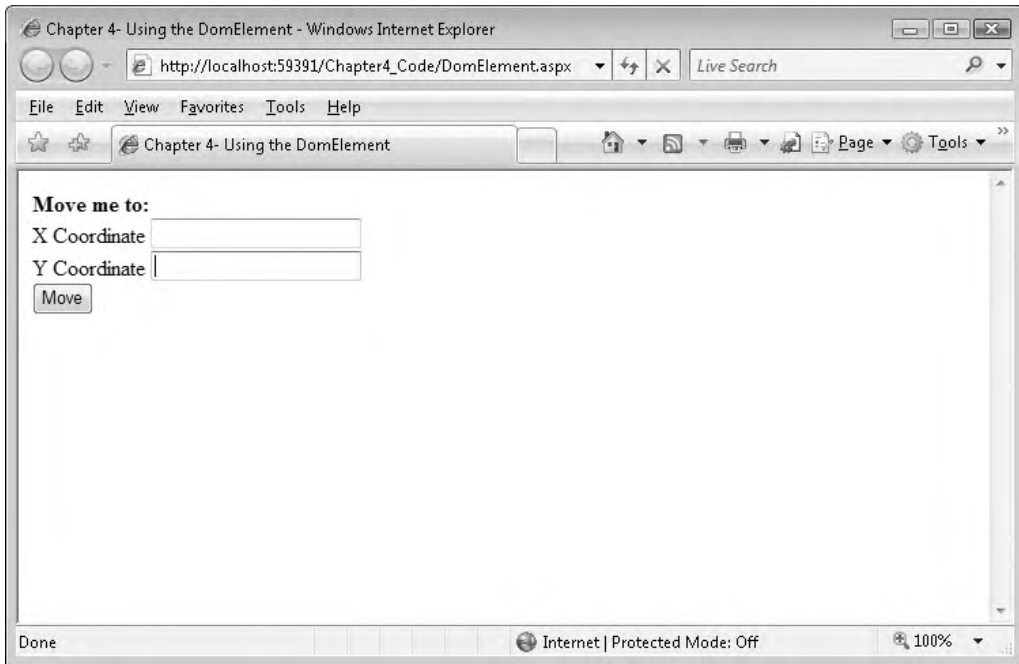 Chapter 4- Using the DomElement - Windows Internet Explorer
http://localhost:59391/Chapter4_Code/DomElement.aspx
Live Search
File Edit View Favorites Tools Help
Chapter 4- Using the DomElement
Page Tools »
Move me to:
X Coordinate
Y Coordinate
Move
Done
Internet | Protected Mode: Off
100%